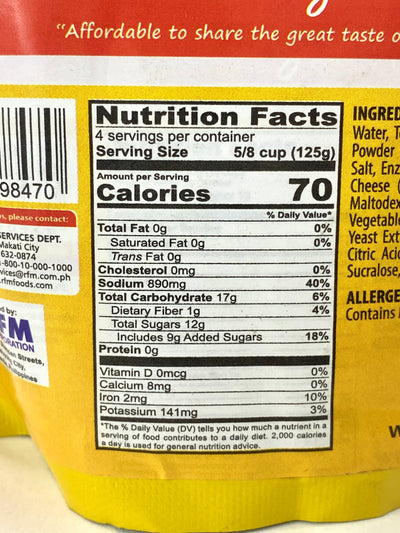 "Affordable to share the great taste o
Nutrition Facts
4 servings per container
Serving Size 5/8 cup (125g)
Amount per Serving
Calories 70
% Daily Value*
Total Fat 0g 0%
Saturated Fat 0g 0%
Trans Fat 0g
Cholesterol 0mg 0%
Sodium 890mg 40%
Total Carbohydrate 17g 6%
Dietary Fiber 1g 4%
Total Sugars 12g
Includes 9g Added Sugars 18%
Protein 0g
Vitamin D 0mcg 0%
Calcium 8mg 0%
Iron 2mg 10%
Potassium 141mg 3%
*The % Daily Value (DV) tells you how much a nutrient in a
serving of food contributes to a daily diet. 2,000 calories
a day is used for general nutrition advice.
98470
s, please contact:
SERVICES DEPT.
Makati City
632-0874
-800-10-000-1000
vices@rfm.com.ph
.rfmfoods.com
ed by:
FM
ORATION
an Streets,
City,
ilippines
INGRED
Water, T
Powder
Salt, Enz
Cheese (
Maltodex
Vegetable
Yeast Ext
Citric Acid
Sucralose,
ALLERGE
Contains
W